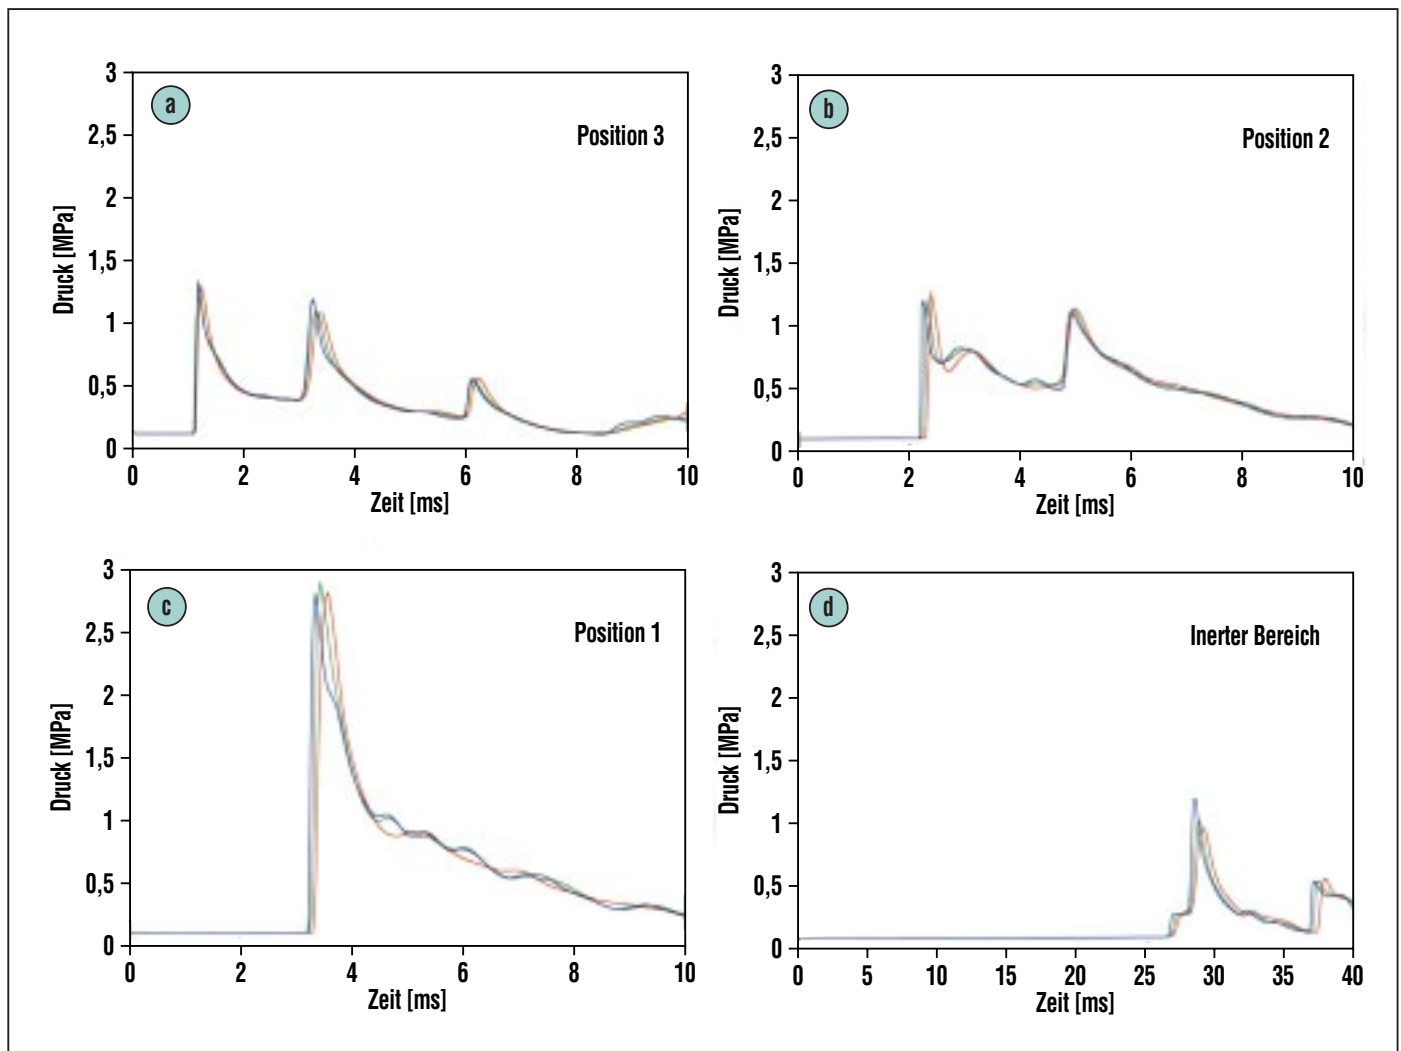 a
Position 3
Druck [MPa]
3
2,5
2
1,5
1
0,5
0
0 2 4 6 8 10
Zeit [ms]
b
Position 2
Druck [MPa]
3
2,5
2
1,5
1
0,5
0
0 2 4 6 8 10
Zeit [ms]
c
Position 1
Druck [MPa]
3
2,5
2
1,5
1
0,5
0
0 2 4 6 8 10
Zeit [ms]
d
Inerter Bereich
Druck [MPa]
3
2,5
2
1,5
1
0,5
0
0 5 10 15 20 25 30 35 40
Zeit [ms]